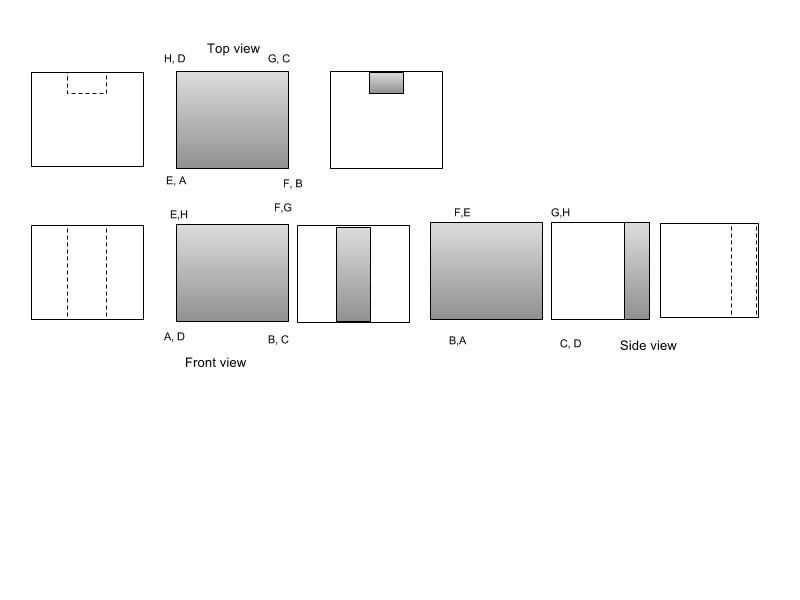 Top view
H, D
G, C
E, A
F, B
F,G
E,H
F,E
G,H
A, D
B, C
B,A
C, D
Side view
Front view